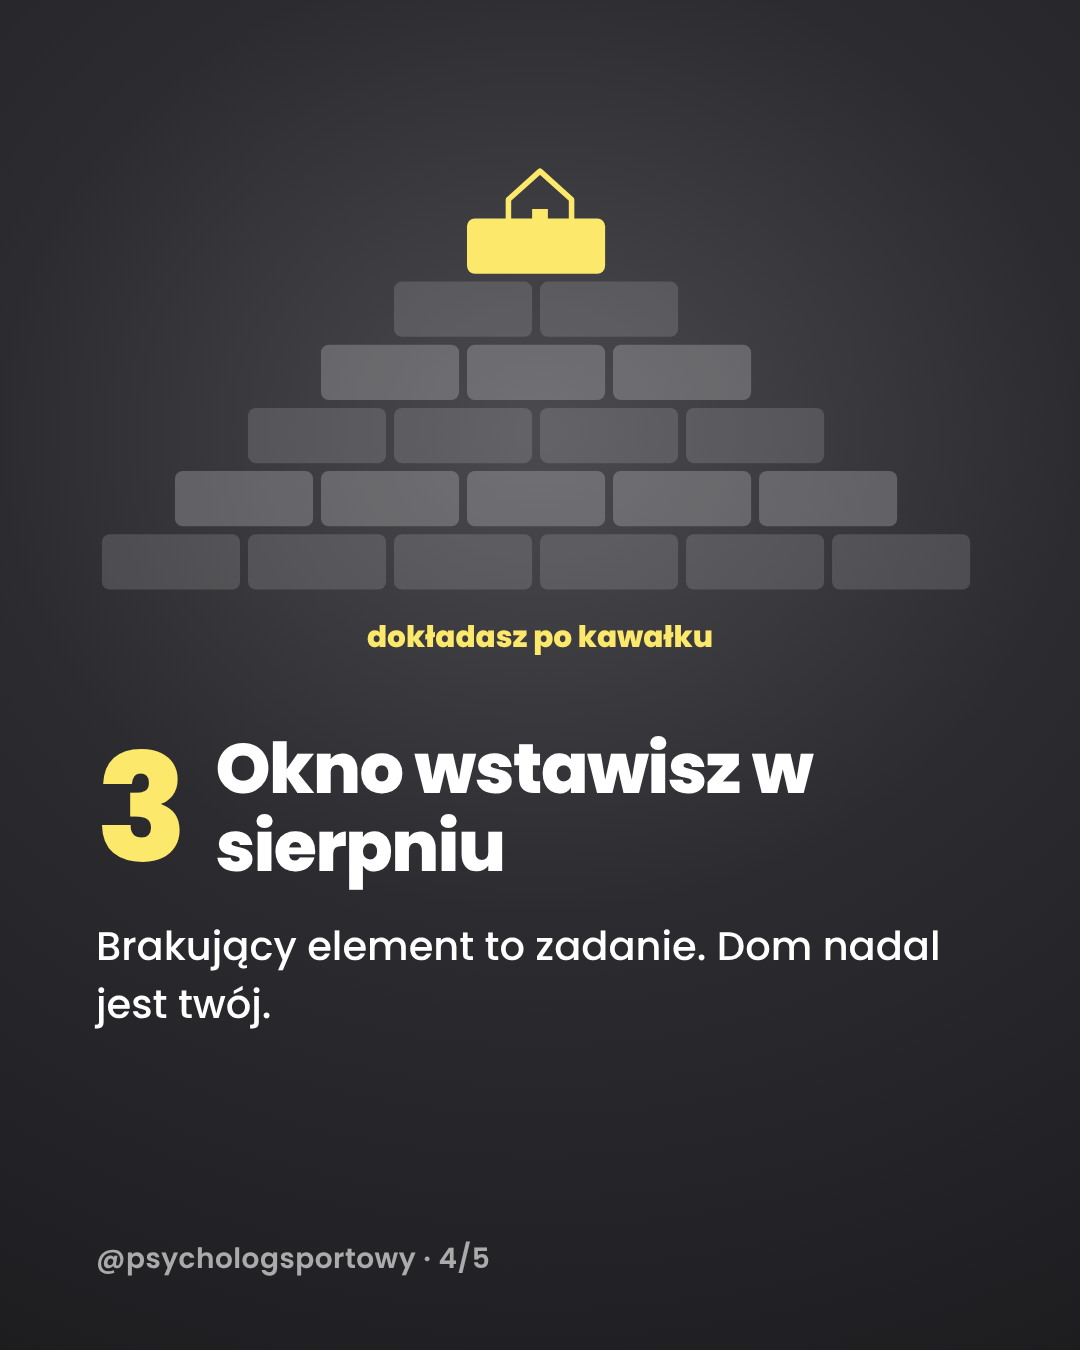 dokładasz po kawałku
3 Okno wstawisz w
sierpniu
Brakujący element to zadanie. Dom nadal
jest twój.
@psychologsportowy · 4/5